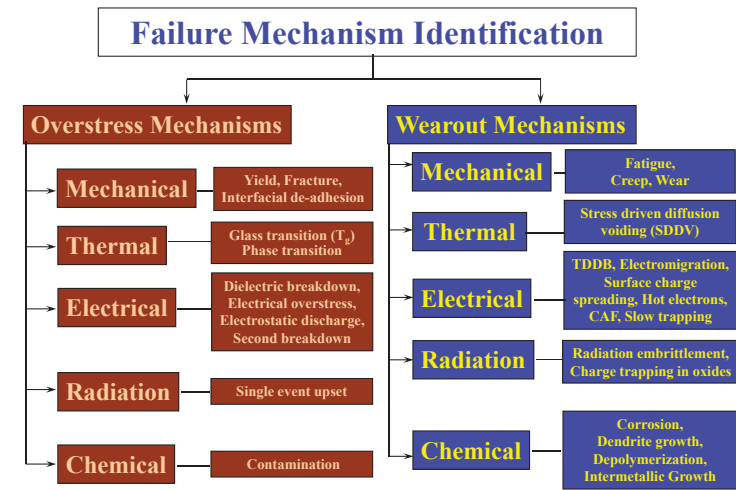 Failure Mechanism Identification
Overstress Mechanisms
Mechanical
Yield, Fracture,
Interfacial de-adhesion
Thermal
Glass transition (Tg)
Phase transition
Electrical
Dielectric breakdown,
Electrical overstress,
Electrostatic discharge,
Second breakdown
Radiation
Single event upset
Chemical
Contamination
Wearout Mechanisms
Mechanical
Fatigue,
Creep, Wear
Thermal
Stress driven diffusion
voiding (SDDV)
Electrical
TDDB, Electromigration,
Surface charge
spreading, Hot electrons,
CAF, Slow trapping
Radiation
Radiation embrittlement,
Charge trapping in oxides
Chemical
Corrosion,
Dendrite growth,
Depolymerization,
Intermetallic Growth